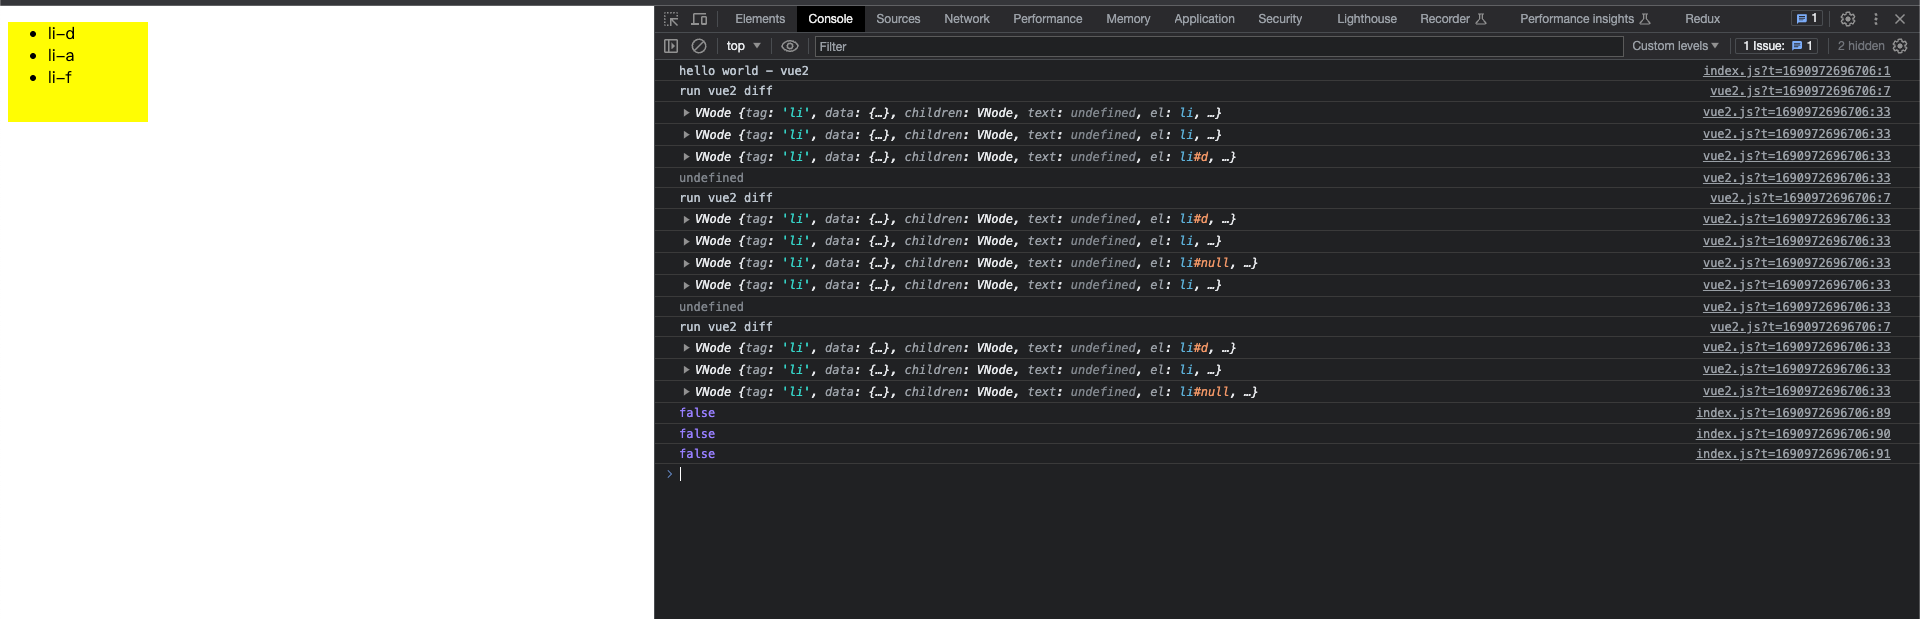 li-d
li-a
li-f
Elements Console Sources Network Performance Memory Application Security Lighthouse Recorder Performance insights Redux 1
top Filter Custom levels 1 Issue: 1 2 hidden
hello world - vue2 index.js?t=1690972696706:1
run vue2 diff vue2.js?t=1690972696706:7
VNode {tag: 'li', data: {…}, children: VNode, text: undefined, el: li, …} vue2.js?t=1690972696706:33
VNode {tag: 'li', data: {…}, children: VNode, text: undefined, el: li, …} vue2.js?t=1690972696706:33
VNode {tag: 'li', data: {…}, children: VNode, text: undefined, el: li#d, …} vue2.js?t=1690972696706:33
undefined vue2.js?t=1690972696706:33
run vue2 diff vue2.js?t=1690972696706:7
VNode {tag: 'li', data: {…}, children: VNode, text: undefined, el: li#d, …} vue2.js?t=1690972696706:33
VNode {tag: 'li', data: {…}, children: VNode, text: undefined, el: li, …} vue2.js?t=1690972696706:33
VNode {tag: 'li', data: {…}, children: VNode, text: undefined, el: li#null, …} vue2.js?t=1690972696706:33
VNode {tag: 'li', data: {…}, children: VNode, text: undefined, el: li, …} vue2.js?t=1690972696706:33
undefined vue2.js?t=1690972696706:33
run vue2 diff vue2.js?t=1690972696706:7
VNode {tag: 'li', data: {…}, children: VNode, text: undefined, el: li#d, …} vue2.js?t=1690972696706:33
VNode {tag: 'li', data: {…}, children: VNode, text: undefined, el: li, …} vue2.js?t=1690972696706:33
VNode {tag: 'li', data: {…}, children: VNode, text: undefined, el: li#null, …} vue2.js?t=1690972696706:33
false index.js?t=1690972696706:89
false index.js?t=1690972696706:90
false index.js?t=1690972696706:91